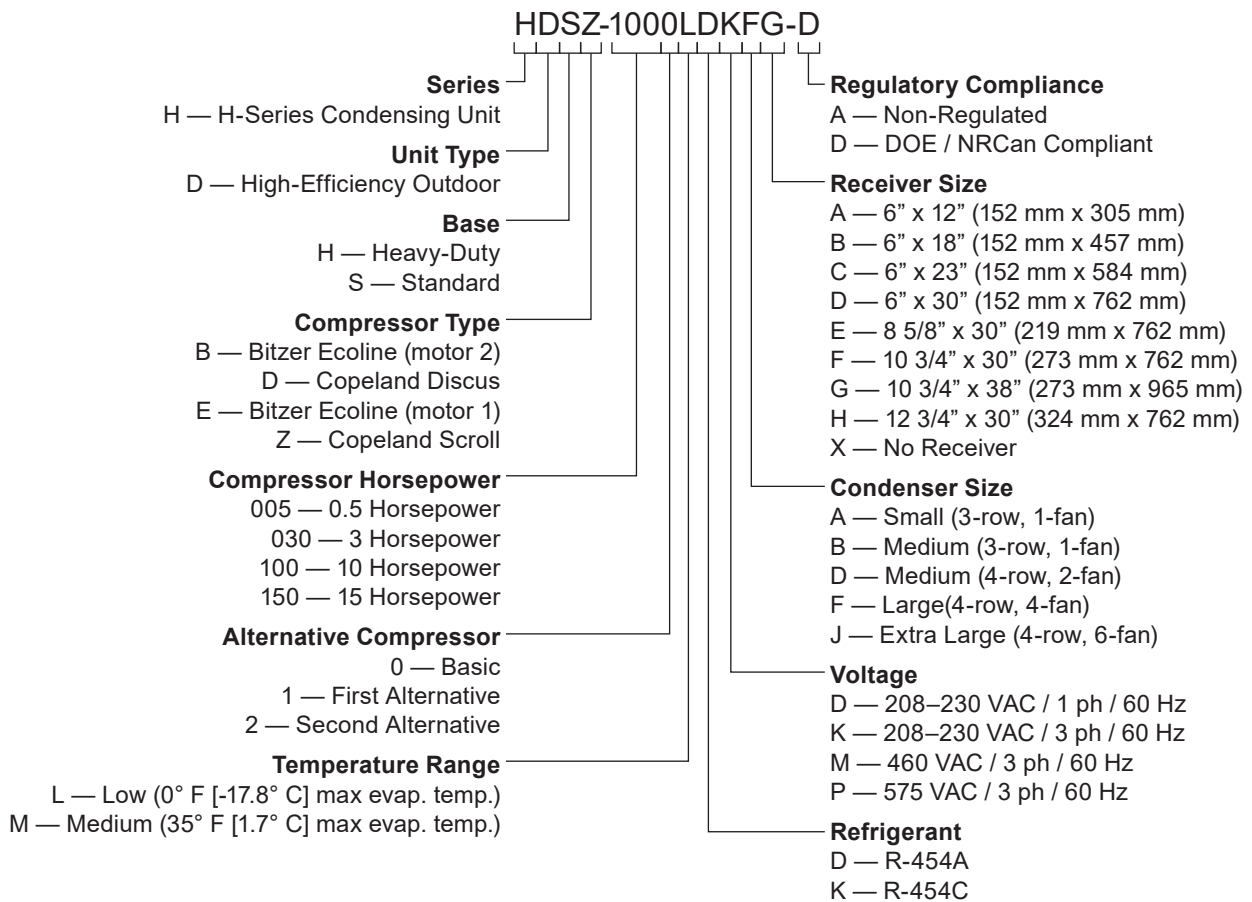 HDSZ-1000LDKFG-D
Series
H — H-Series Condensing Unit
Unit Type
D — High-Efficiency Outdoor
Base
H — Heavy-Duty
S — Standard
Compressor Type
B — Bitzer Ecoline (motor 2)
D — Copeland Discus
E — Bitzer Ecoline (motor 1)
Z — Copeland Scroll
Compressor Horsepower
005 — 0.5 Horsepower
030 — 3 Horsepower
100 — 10 Horsepower
150 — 15 Horsepower
Alternative Compressor
0 — Basic
1 — First Alternative
2 — Second Alternative
Temperature Range
L — Low (0° F [-17.8° C] max evap. temp.)
M — Medium (35° F [1.7° C] max evap. temp.)
Regulatory Compliance
A — Non-Regulated
D — DOE / NRCan Compliant
Receiver Size
A — 6” x 12” (152 mm x 305 mm)
B — 6” x 18” (152 mm x 457 mm)
C — 6” x 23” (152 mm x 584 mm)
D — 6” x 30” (152 mm x 762 mm)
E — 8 5/8” x 30” (219 mm x 762 mm)
F — 10 3/4” x 30” (273 mm x 762 mm)
G — 10 3/4” x 38” (273 mm x 965 mm)
H — 12 3/4” x 30” (324 mm x 762 mm)
X — No Receiver
Condenser Size
A — Small (3-row, 1-fan)
B — Medium (3-row, 1-fan)
D — Medium (4-row, 2-fan)
F — Large(4-row, 4-fan)
J — Extra Large (4-row, 6-fan)
Voltage
D — 208–230 VAC / 1 ph / 60 Hz
K — 208–230 VAC / 3 ph / 60 Hz
M — 460 VAC / 3 ph / 60 Hz
P — 575 VAC / 3 ph / 60 Hz
Refrigerant
D — R-454A
K — R-454C